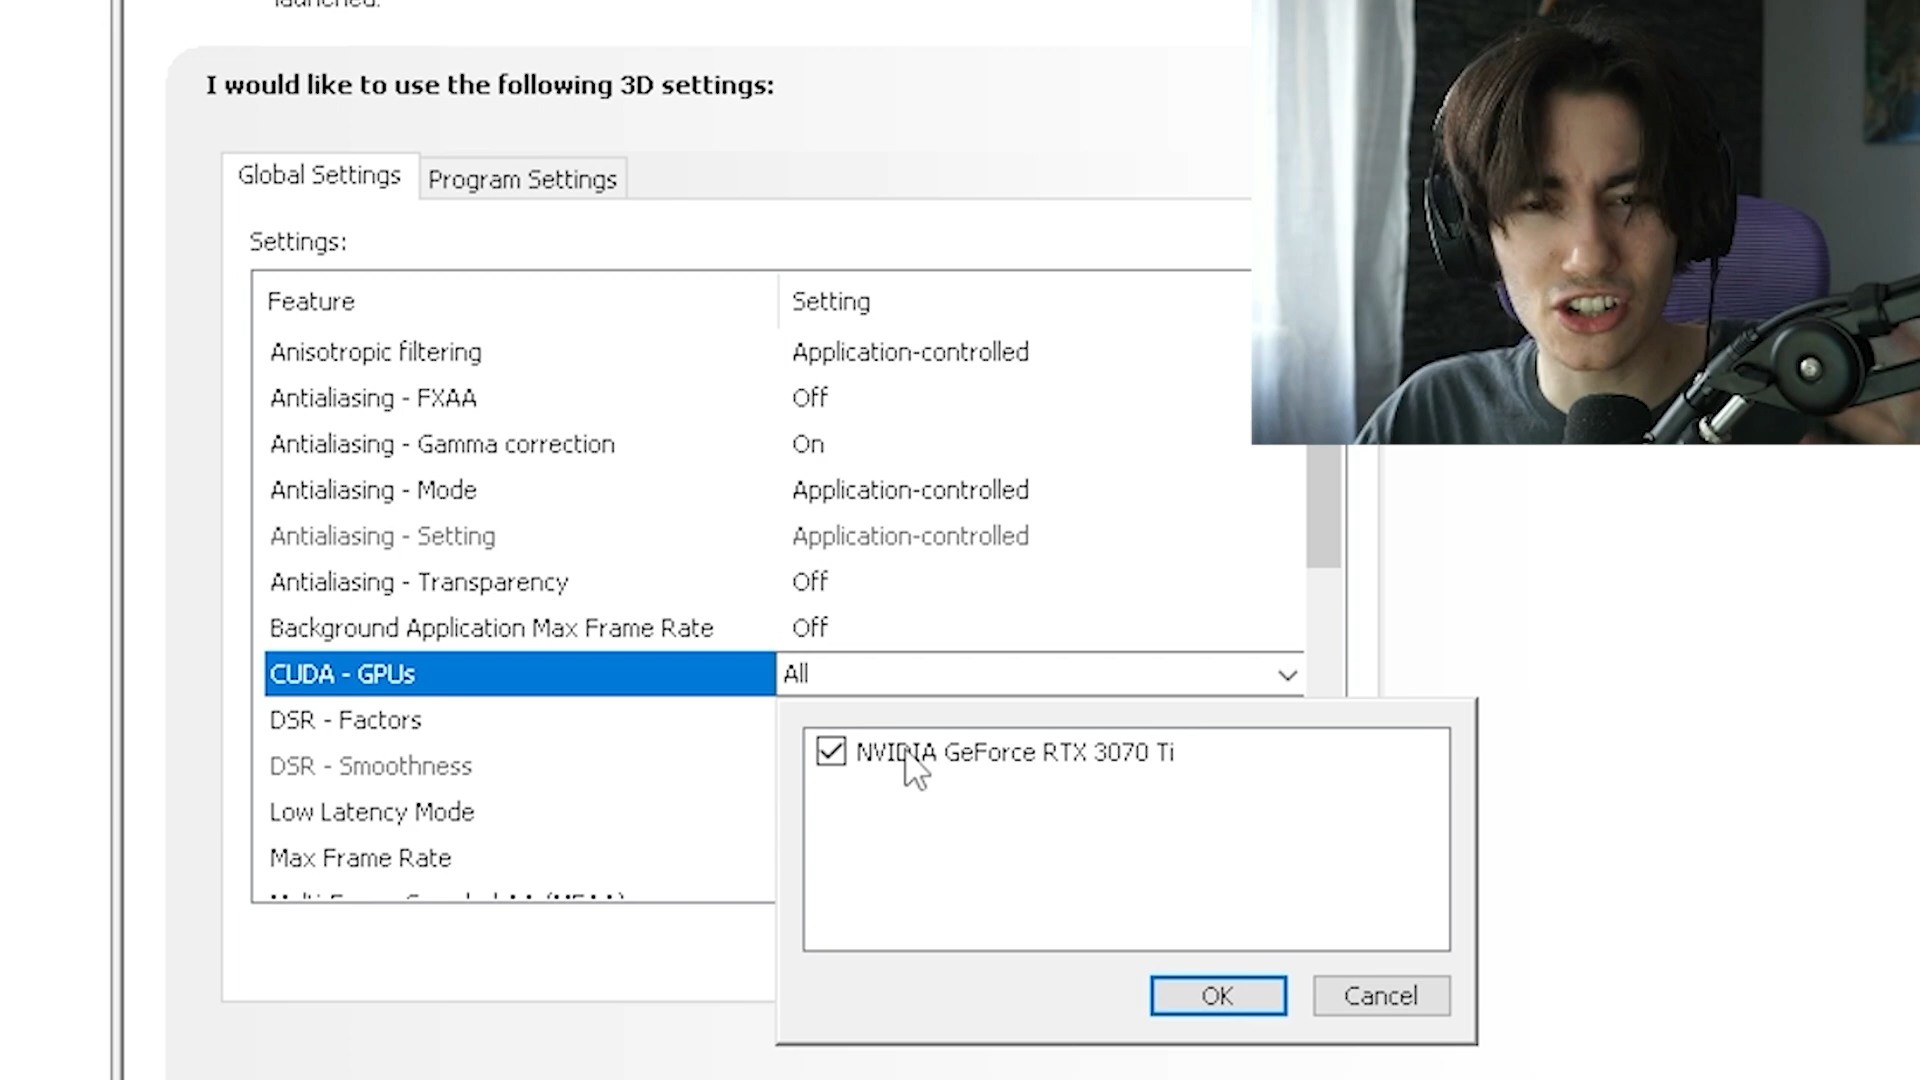 launched.
I would like to use the following 3D settings:
Global Settings
Program Settings
Settings:
Feature
Setting
Anisotropic filtering
Application-controlled
Antialiasing - FXAA
Off
Antialiasing - Gamma correction
On
Antialiasing - Mode
Application-controlled
Antialiasing - Setting
Application-controlled
Antialiasing - Transparency
Off
Background Application Max Frame Rate
Off
CUDA - GPUs
All
DSR - Factors
NVIDIA GeForce RTX 3070 Ti
DSR - Smoothness
Low Latency Mode
Max Frame Rate
OK
Cancel